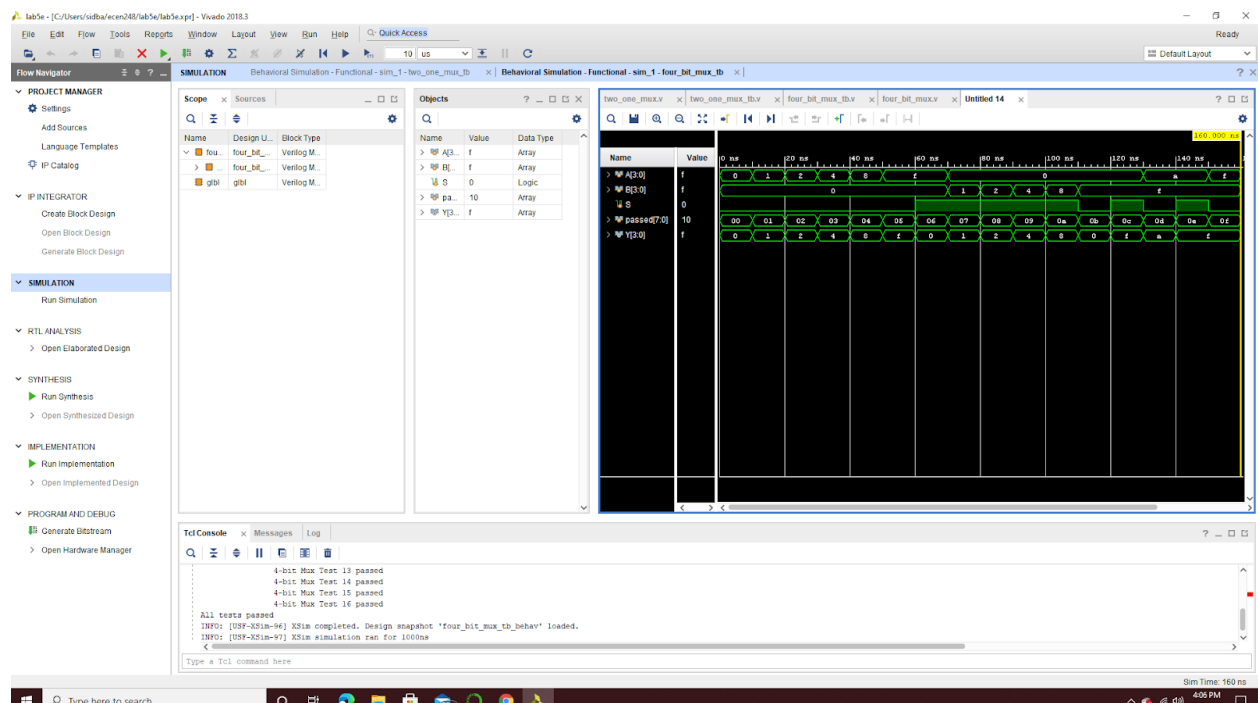 lab5e - [C:/Users/sidba/ecen248/lab5e/lab5e.xpr] - Vivado 2018.3
File Edit Flow Tools Reports Window Layout View Run Help Quick Access
Ready
10 us
Default Layout
Flow Navigator
SIMULATION Behavioral Simulation - Functional - sim_1 - two_one_mux_tb Behavioral Simulation - Functional - sim_1 - four_bit_mux_tb
PROJECT MANAGER
Settings
Add Sources
Language Templates
IP Catalog
IP INTEGRATOR
Create Block Design
Open Block Design
Generate Block Design
SIMULATION
Run Simulation
RTL ANALYSIS
Open Elaborated Design
SYNTHESIS
Run Synthesis
Open Synthesized Design
IMPLEMENTATION
Run Implementation
Open Implemented Design
PROGRAM AND DEBUG
Generate Bitstream
Open Hardware Manager
Scope Sources
Name Design U... Block Type
fou... four_bit_... Verilog M...
... four_bit_... Verilog M...
glbl glbl Verilog M...
Objects
Name Value Data Type
A[3... f Array
B[... f Array
S 0 Logic
pa... 10 Array
Y[3... f Array
two_one_mux.v two_one_mux_tb.v four_bit_mux_tb.v four_bit_mux.v Untitled 14
160.000 ns
Name Value 0 ns 20 ns 40 ns 60 ns 80 ns 100 ns 120 ns 140 ns
A[3:0] f 0 1 2 4 8 f 0 a f
B[3:0] f 0 1 2 4 8 f
S 0
passed[7:0] 10 00 01 02 03 04 05 06 07 08 09 0a 0b 0c 0d 0e 0f
Y[3:0] f 0 1 2 4 8 f 0 1 2 4 8 0 f a f
Tcl Console Messages Log
4-bit Mux Test 13 passed
4-bit Mux Test 14 passed
4-bit Mux Test 15 passed
4-bit Mux Test 16 passed
All tests passed
INFO: [USF-XSim-96] XSim completed. Design snapshot 'four_bit_mux_tb_behav' loaded.
INFO: [USF-XSim-97] XSim simulation ran for 1000ns
Type a Tcl command here
Sim Time: 160 ns
Type here to search
4:06 PM